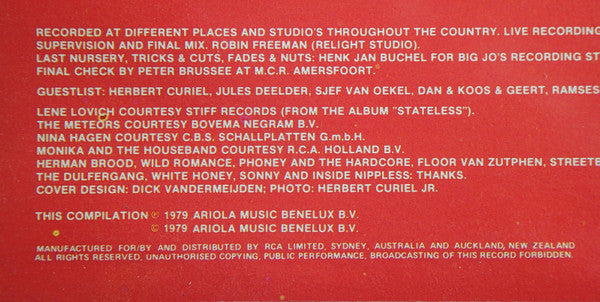 RECORDED AT DIFFERENT PLACES AND STUDIO'S THROUGHOUT THE COUNTRY. LIVE RECORDING
SUPERVISION AND FINAL MIX. ROBIN FREEMAN (RELIGHT STUDIO).
LAST NURSERY, TRICKS & CUTS, FADES & NUTS: HENK JAN BUCHEL FOR BIG JO'S RECORDING ST
FINAL CHECK BY PETER BRUSSEE at M.C.R. AMERSFOORT.
GUESTLIST: HERBERT CURIEL, JULES DEELDER, SJEF VAN OEKEL, DAN & KOOS & GEERT, RAMSES
LENE LOVICH COURTESY STIFF RECORDS (FROM THE ALBUM "STATELESS").
THE METEORS COURTESY BOVEMA NEGRAM B.V.
NINA HAGEN COURTESY C.B.S. SCHALLPLATTEN G.m.b.H.
MONIKA AND THE HOUSEBAND COURTESY R.C.A. HOLLAND B.V.
HERMAN BROOD, WILD ROMANCE, PHONEY AND THE HARDCORE, FLOOR VAN ZUTPHEN, STREETB
THE DULFERGANG, WHITE HONEY, SONNY AND INSIDE NIPPLESS: THANKS.
COVER DESIGN: DICK VANDERMEIJDEN; PHOTO: HERBERT CURIEL JR.
THIS COMPILATION ℗ 1979 ARIOLA MUSIC BENELUX B.V.
© 1979 ARIOLA MUSIC BENELUX B.V.
MANUFACTURED FOR/BY AND DISTRIBUTED BY RCA LIMITED, SYDNEY, AUSTRALIA AND AUCKLAND, NEW ZEALAND
ALL RIGHTS RESERVED, UNAUTHORISED COPYING, PUBLIC PERFORMANCE, BROADCASTING OF THIS RECORD FORBIDDEN.